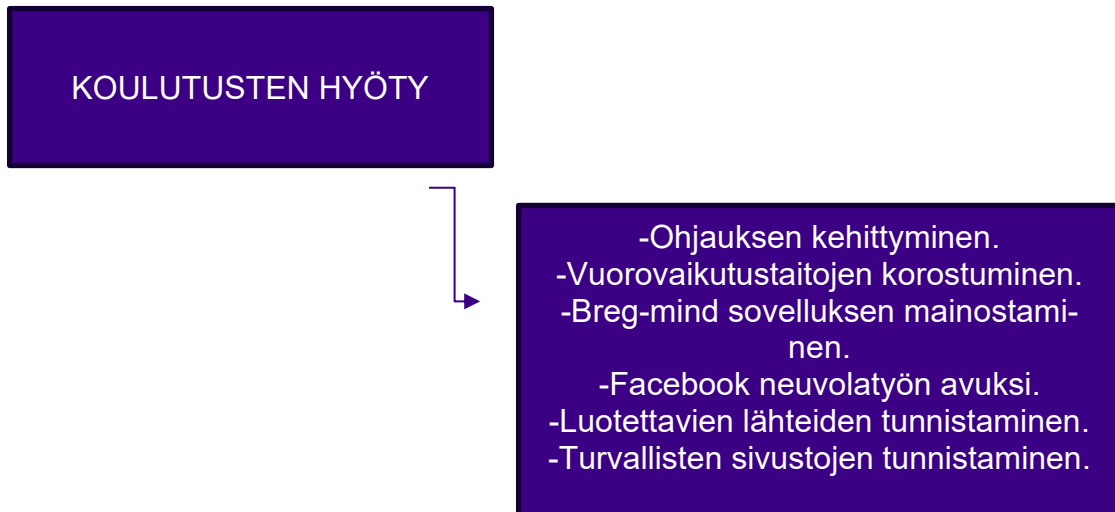 KOULUTUSTEN HYÖTY
-Ohjauksen kehittyminen.
-Vuorovaikutustaitojen korostuminen.
-Breg-mind sovelluksen mainostami-
nen.
-Facebook neuvolatyön avuksi.
-Luotettavien lähteiden tunnistaminen.
-Turvallisten sivustojen tunnistaminen.